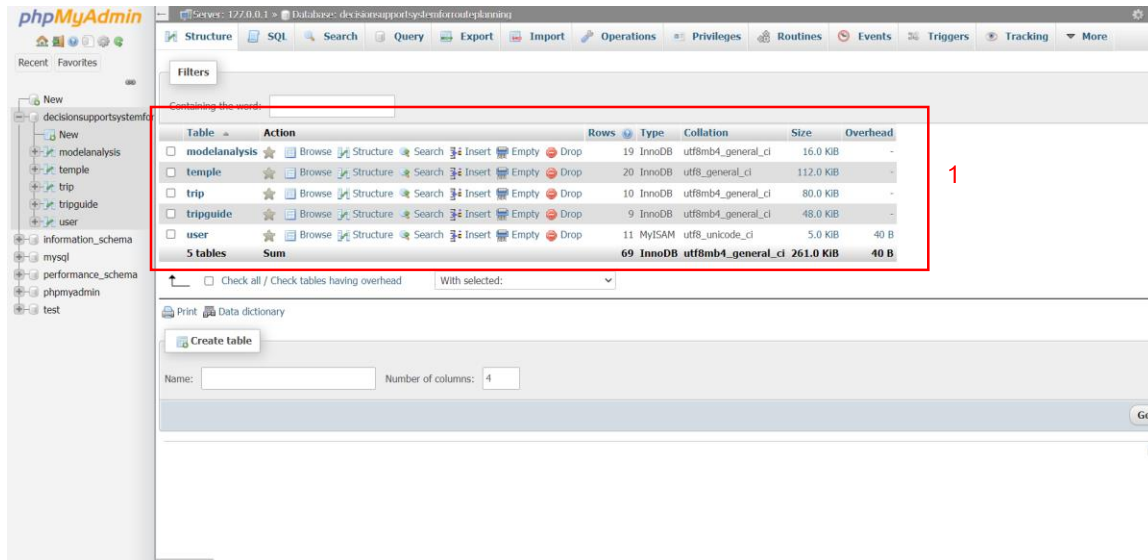 phpMyAdmin
Recent Favorites
New
decisionsupportsystemfor
New
modelanalysis
temple
trip
tripguide
user
information_schema
mysql
performance_schema
phpmyadmin
test
Server: 127.0.0.1 » Database: decisionsupportsystemforrouteplanning
Structure SQL Search Query Export Import Operations Privileges Routines Events Triggers Tracking More
Filters
Containing the word:
Table Action Rows Type Collation Size Overhead
modelanalysis Browse Structure Search Insert Empty Drop 19 InnoDB utf8mb4_general_ci 16.0 KiB -
temple Browse Structure Search Insert Empty Drop 20 InnoDB utf8_general_ci 112.0 KiB -
trip Browse Structure Search Insert Empty Drop 10 InnoDB utf8mb4_general_ci 80.0 KiB -
tripguide Browse Structure Search Insert Empty Drop 9 InnoDB utf8mb4_general_ci 48.0 KiB -
user Browse Structure Search Insert Empty Drop 11 MyISAM utf8_unicode_ci 5.0 KiB 40 B
5 tables Sum 69 InnoDB utf8mb4_general_ci 261.0 KiB 40 B
1
Check all / Check tables having overhead With selected:
Print Data dictionary
Create table
Name: Number of columns: 4
Go